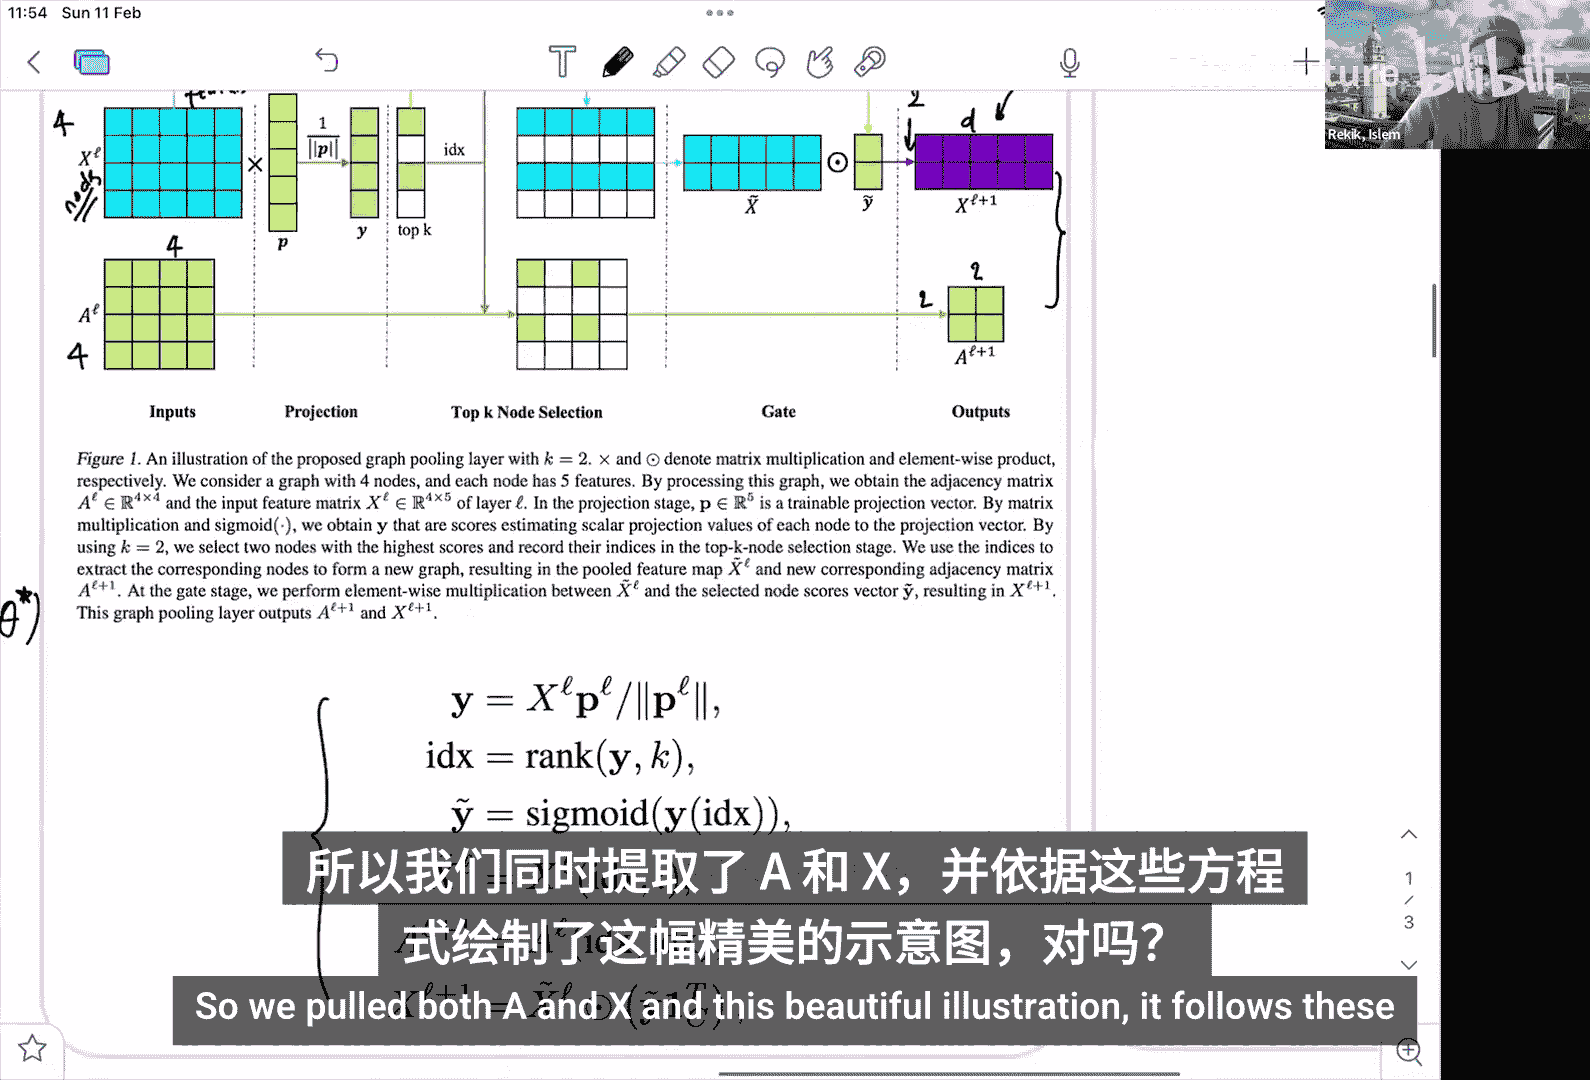 11:54 Sun 11 Feb
bilibili
Rekik, Islem
4
X^ℓ
nodes
×
p
1
||p||
y
top k
idx
X̃
⊙
ỹ
2
d
X^{ℓ+1}
4
A^ℓ
4
2
2
A^{ℓ+1}
Inputs Projection Top k Node Selection Gate Outputs
Figure 1. An illustration of the proposed graph pooling layer with k = 2. × and ⊙ denote matrix multiplication and element-wise product,
respectively. We consider a graph with 4 nodes, and each node has 5 features. By processing this graph, we obtain the adjacency matrix
A^ℓ ∈ ℝ^{4×4} and the input feature matrix X^ℓ ∈ ℝ^{4×5} of layer ℓ. In the projection stage, p ∈ ℝ^5 is a trainable projection vector. By matrix
multiplication and sigmoid(·), we obtain y that are scores estimating scalar projection values of each node to the projection vector. By
using k = 2, we select two nodes with the highest scores and record their indices in the top-k-node selection stage. We use the indices to
extract the corresponding nodes to form a new graph, resulting in the pooled feature map X̃^ℓ and new corresponding adjacency matrix
A^{ℓ+1}. At the gate stage, we perform element-wise multiplication between X̃^ℓ and the selected node scores vector ỹ, resulting in X^{ℓ+1}.
This graph pooling layer outputs A^{ℓ+1} and X^{ℓ+1}.
θ*)
y = X^ℓ p^ℓ / ||p^ℓ||,
idx = rank(y, k),
ỹ = sigmoid(y(idx)),
所以我们同时提取了 A 和 X，并依据这些方程
式绘制了这幅精美的示意图，对吗？
So we pulled both A and X and this beautiful illustration, it follows these
1
/
3